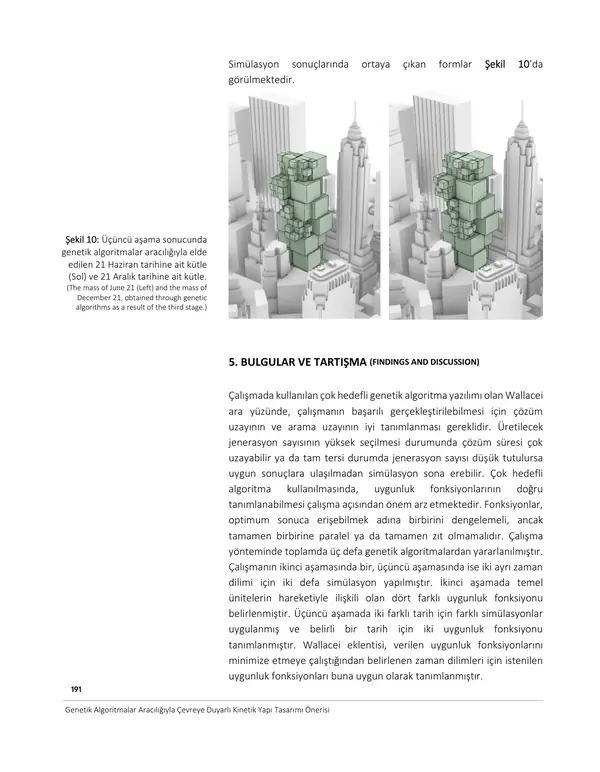 Simülasyon sonuçlarında ortaya çıkan formlar Şekil 10'da
görülmektedir.
Şekil 10: Üçüncü aşama sonucunda
genetik algoritmalar aracılığıyla elde
edilen 21 Haziran tarihine ait kütle
(Sol) ve 21 Aralık tarihine ait kütle.
(The mass of June 21 (Left) and the mass of
December 21, obtained through genetic
algorithms as a result of the third stage.)
5. BULGULAR VE TARTIŞMA (FINDINGS AND DISCUSSION)
Çalışmada kullanılan çok hedefli genetik algoritma yazılımı olan Wallacei
ara yüzünde, çalışmanın başarılı gerçekleştirilebilmesi için çözüm
uzayının ve arama uzayının iyi tanımlanması gereklidir. Üretilecek
jenerasyon sayısının yüksek seçilmesi durumunda çözüm süresi çok
uzayabilir ya da tam tersi durumda jenerasyon sayısı düşük tutulursa
uygun sonuçlara ulaşılmadan simülasyon sona erebilir. Çok hedefli
algoritma kullanılmasında, uygunluk fonksiyonlarının doğru
tanımlanabilmesi çalışma açısından önem arz etmektedir. Fonksiyonlar,
optimum sonuca erişebilmek adına birbirini dengelemeli, ancak
tamamen birbirine paralel ya da tamamen zıt olmamalıdır. Çalışma
yönteminde toplamda üç defa genetik algoritmalardan yararlanılmıştır.
Çalışmanın ikinci aşamasında bir, üçüncü aşamasında ise iki ayrı zaman
dilimi için iki defa simülasyon yapılmıştır. İkinci aşamada temel
ünitelerin hareketiyle ilişkili olan dört farklı uygunluk fonksiyonu
belirlenmiştir. Üçüncü aşamada iki farklı tarih için farklı simülasyonlar
uygulanmış ve belirli bir tarih için iki uygunluk fonksiyonu
tanımlanmıştır. Wallacei eklentisi, verilen uygunluk fonksiyonlarını
minimize etmeye çalıştığından belirlenen zaman dilimleri için istenilen
uygunluk fonksiyonları buna uygun olarak tanımlanmıştır.
191
Genetik Algoritmalar Aracılığıyla Çevreye Duyarlı Kinetik Yapı Tasarımı Önerisi